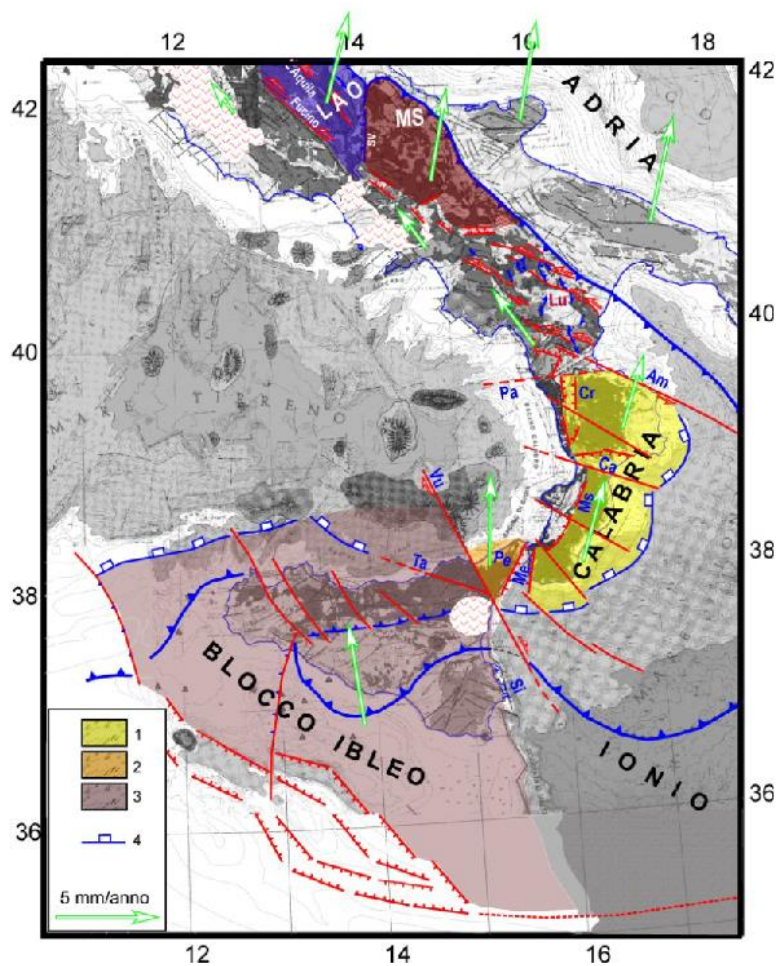 12 14 16 18
42 42
L'Aquila
Fucino
LAO
SV
MS
ADRIA
Lu
40 40
MARE TIRRENO
Pa
Cr
Am
Ca
Vu
Ms
CALABRIA
Ta
Pe
Me
38 38
BLOCCO IBLEO
Si
IONIO
1
2
3
4
36 36
5 mm/anno
12 14 16